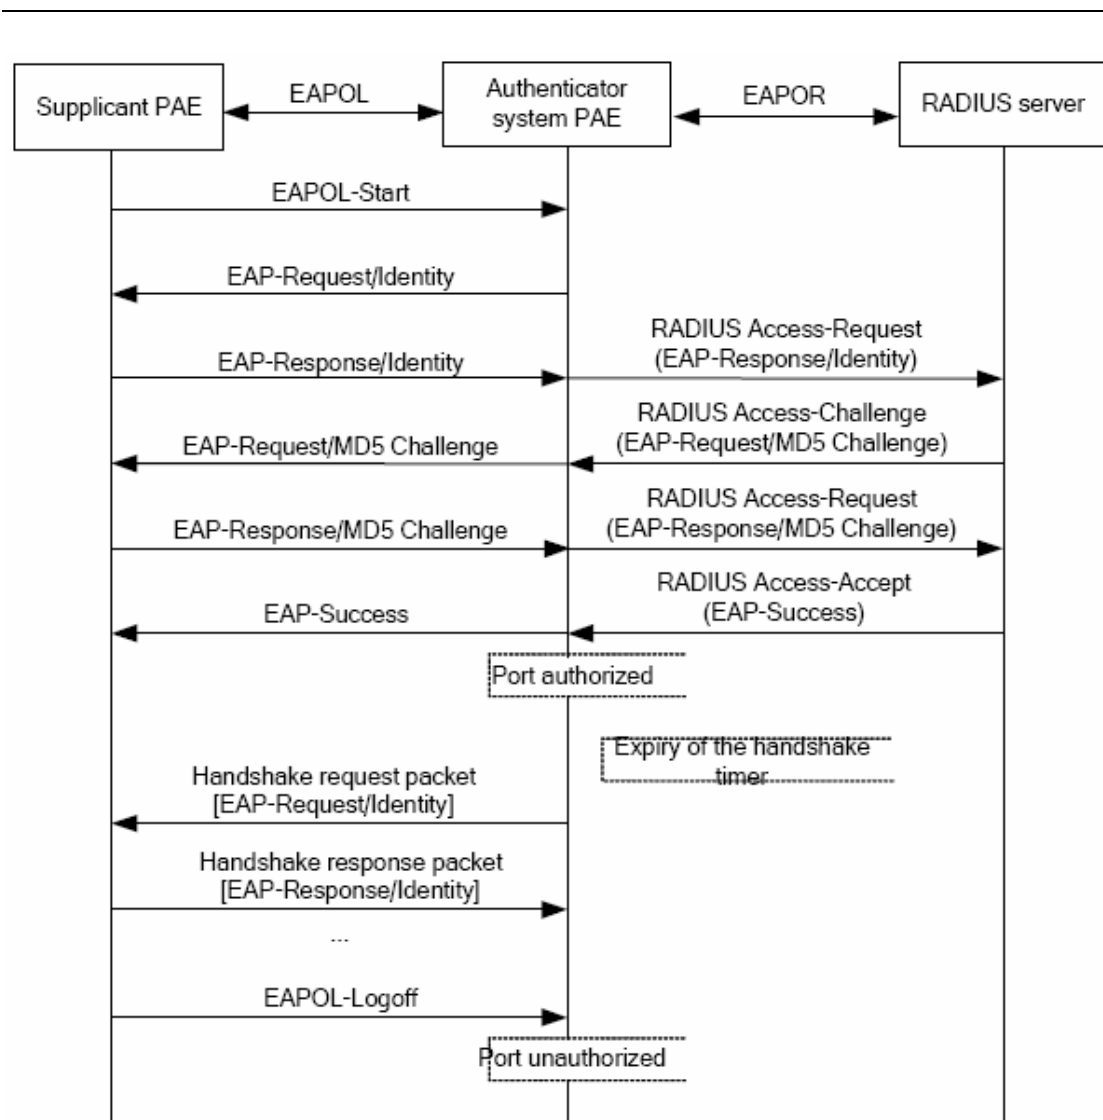 Supplicant PAE
EAPOL
Authenticator
system PAE
EAPOR
RADIUS server
EAPOL-Start
EAP-Request/Identity
EAP-Response/Identity
RADIUS Access-Request
(EAP-Response/Identity)
EAP-Request/MD5 Challenge
RADIUS Access-Challenge
(EAP-Request/MD5 Challenge)
EAP-Response/MD5 Challenge
RADIUS Access-Request
(EAP-Response/MD5 Challenge)
EAP-Success
RADIUS Access-Accept
(EAP-Success)
Port authorized
Expiry of the handshake
timer
Handshake request packet
[EAP-Request/Identity]
Handshake response packet
[EAP-Response/Identity]
...
EAPOL-Logoff
Port unauthorized